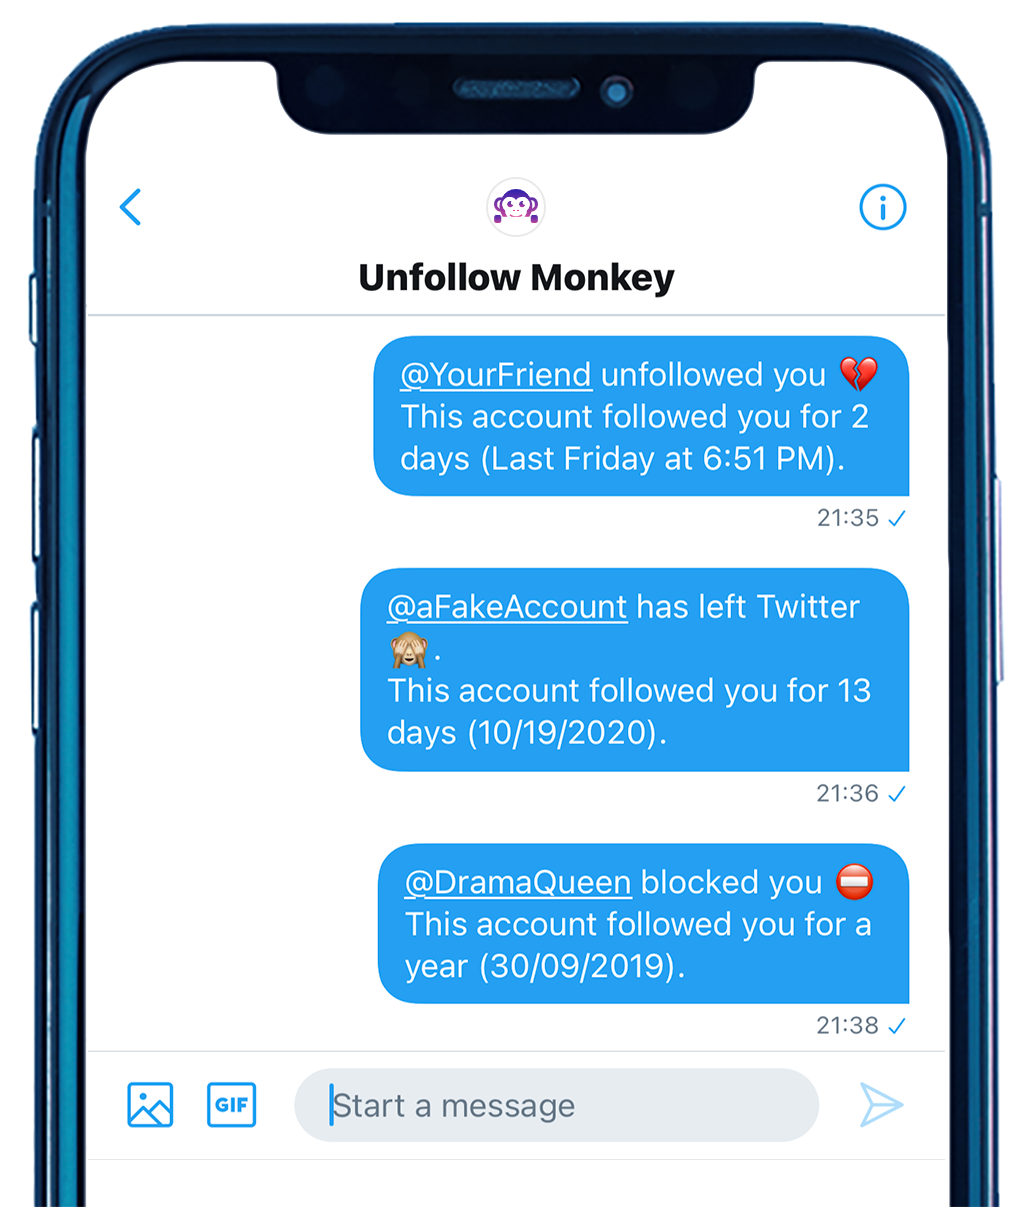 Unfollow Monkey
@YourFriend unfollowed you 💔
This account followed you for 2
days (Last Friday at 6:51 PM).
21:35 ✓
@aFakeAccount has left Twitter
🙈.
This account followed you for 13
days (10/19/2020).
21:36 ✓
@DramaQueen blocked you ⛔
This account followed you for a
year (30/09/2019).
21:38 ✓
GIF
Start a message